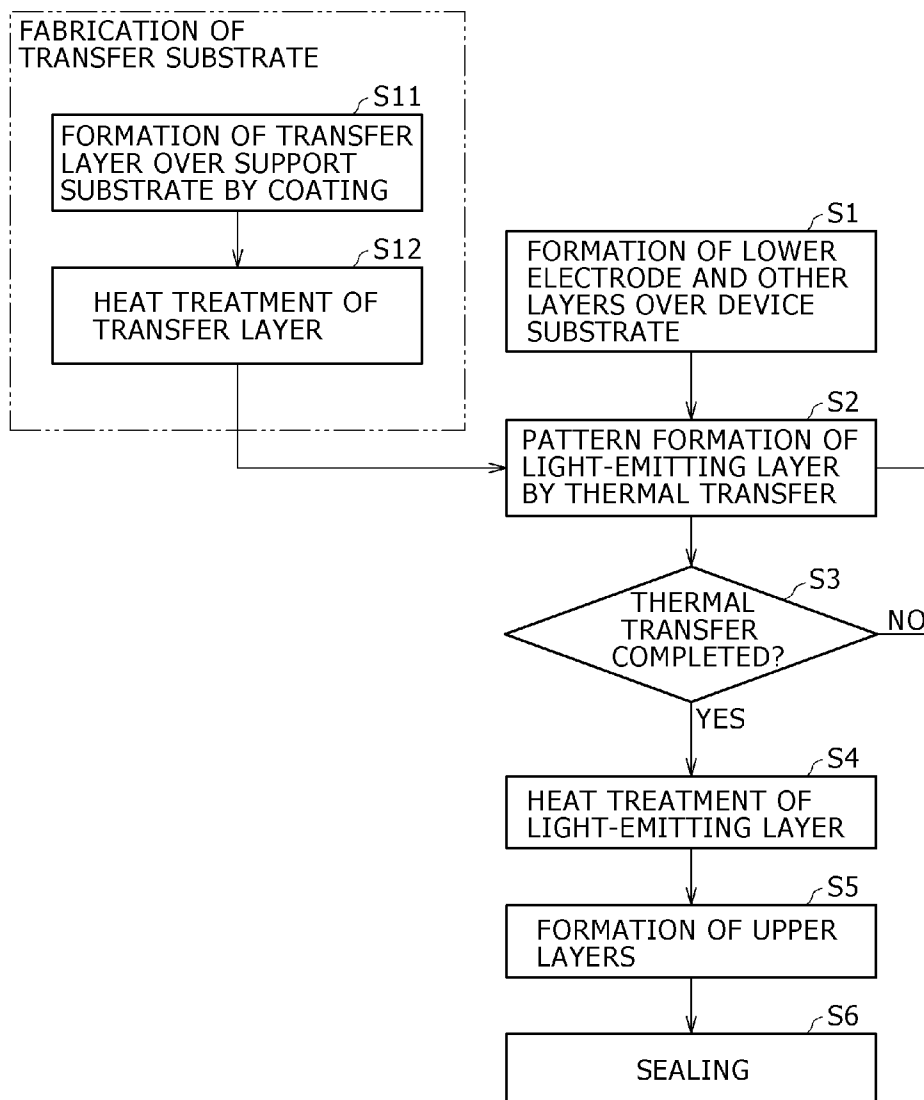 FABRICATION OF
TRANSFER SUBSTRATE
S11
FORMATION OF TRANSFER
LAYER OVER SUPPORT
SUBSTRATE BY COATING
S12
HEAT TREATMENT OF
TRANSFER LAYER
S1
FORMATION OF LOWER
ELECTRODE AND OTHER
LAYERS OVER DEVICE
SUBSTRATE
S2
PATTERN FORMATION OF
LIGHT-EMITTING LAYER
BY THERMAL TRANSFER
S3
THERMAL
TRANSFER
COMPLETED?
NO
YES
S4
HEAT TREATMENT OF
LIGHT-EMITTING LAYER
S5
FORMATION OF UPPER
LAYERS
S6
SEALING